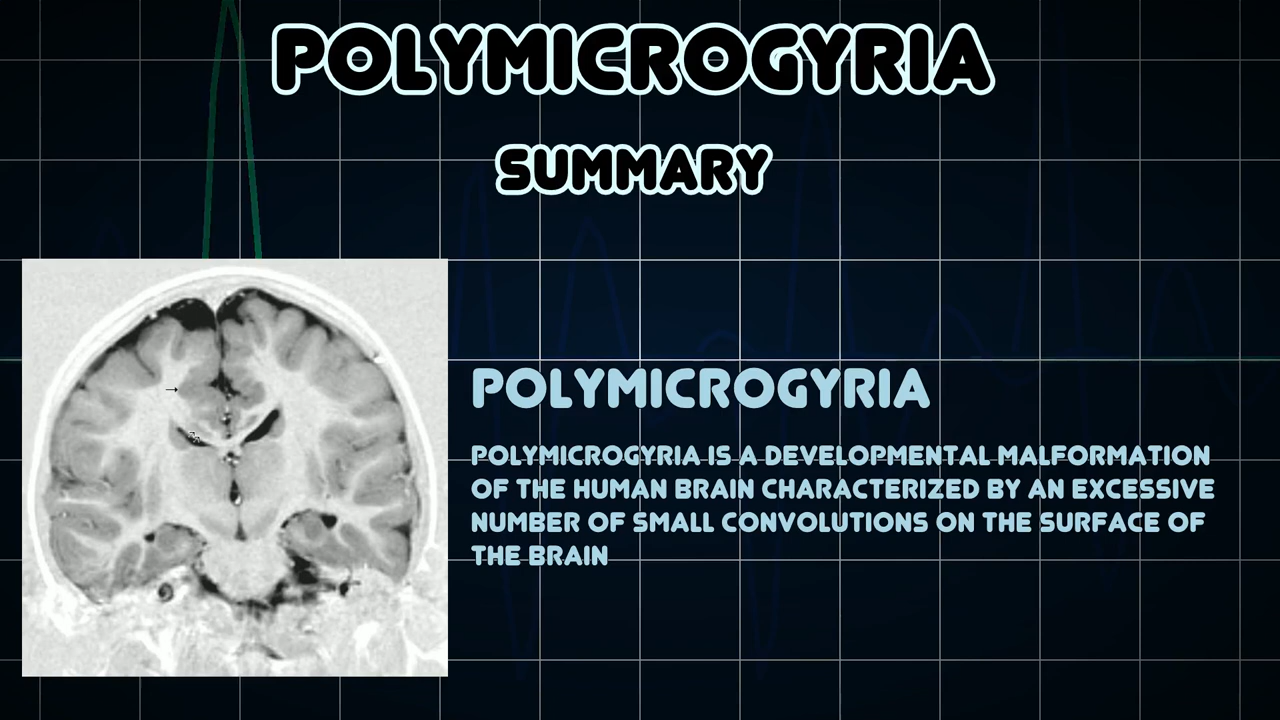 POLYMICROGYRIA
SUMMARY
POLYMICROGYRIA
POLYMICROGYRIA IS A DEVELOPMENTAL MALFORMATION
OF THE HUMAN BRAIN CHARACTERIZED BY AN EXCESSIVE
NUMBER OF SMALL CONVOLUTIONS ON THE SURFACE OF
THE BRAIN